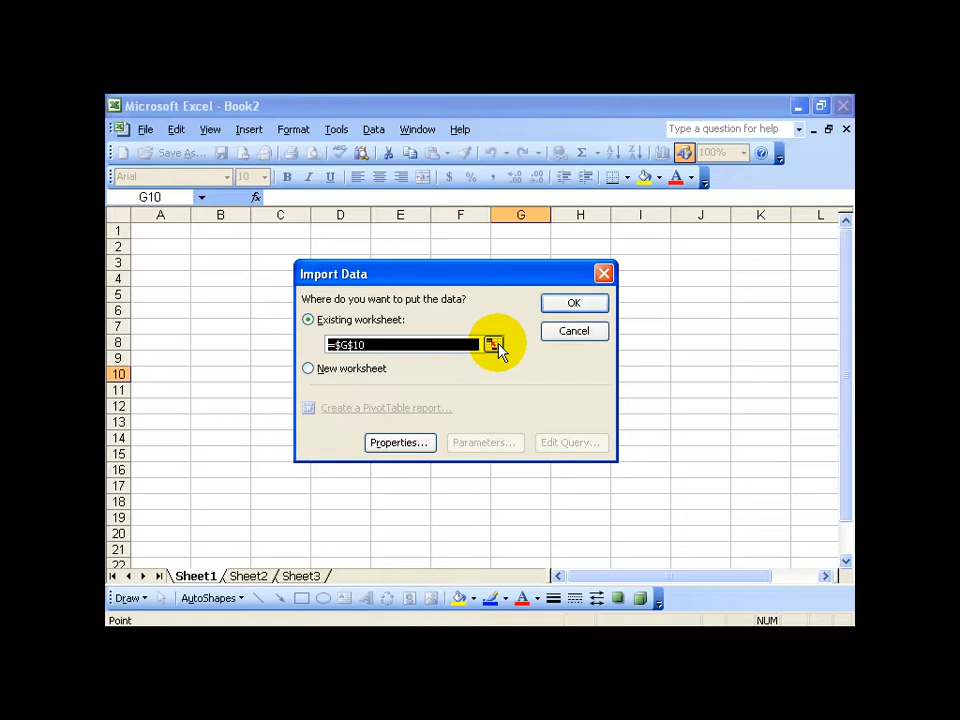 Microsoft Excel - Book2
File Edit View Insert Format Tools Data Window Help Type a question for help
Save As... Σ 100%
Arial 10 B I U $ % , A
G10 fx
A B C D E F G H I J K L
1
2
3
4
5
6
7
8
9
10
11
12
13
14
15
16
17
18
19
20
21
22
Import Data
Where do you want to put the data?
Existing worksheet:
=$G$10
New worksheet
Create a PivotTable report...
OK
Cancel
Properties... Parameters... Edit Query...
Sheet1 Sheet2 Sheet3
Draw AutoShapes A
Point NUM